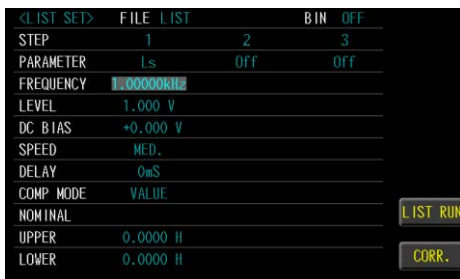 <LIST SET> FILE LIST BIN OFF
STEP 1 2 3
PARAMETER Ls Off Off
FREQUENCY 1.00000kHz
LEVEL 1.000 V
DC BIAS +0.000 V
SPEED MED.
DELAY 0mS
COMP MODE VALUE
NOMINAL
UPPER 0.0000 H
LOWER 0.0000 H
LIST RUN
CORR.